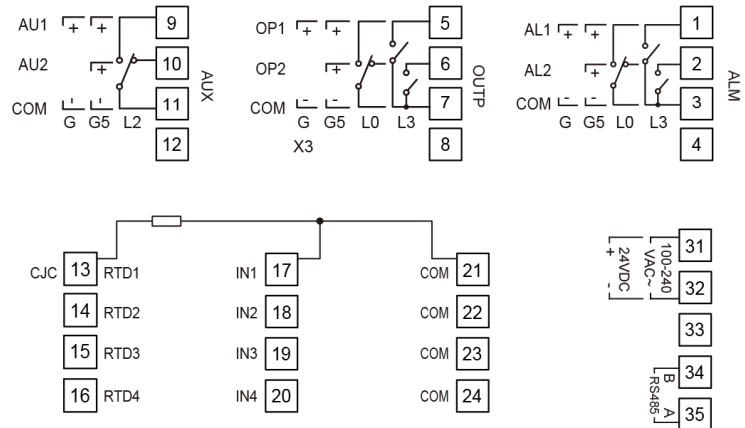 AU1 + + 9
AU2 + 10
COM - - 11
G G5 L2 12
AUX
OP1 + + 5
OP2 + 6
COM - - 7
G G5 L0 L3
X3 8
OUTP
AL1 + + 1
AL2 + 2
COM - - 3
G G5 L0 L3 4
ALM
CJC 13 RTD1
14 RTD2
15 RTD3
16 RTD4
IN1 17
IN2 18
IN3 19
IN4 20
COM 21
COM 22
COM 23
COM 24
100-240
VAC~
24VDC
+ -
31
32
33
34
35
B A
RS485